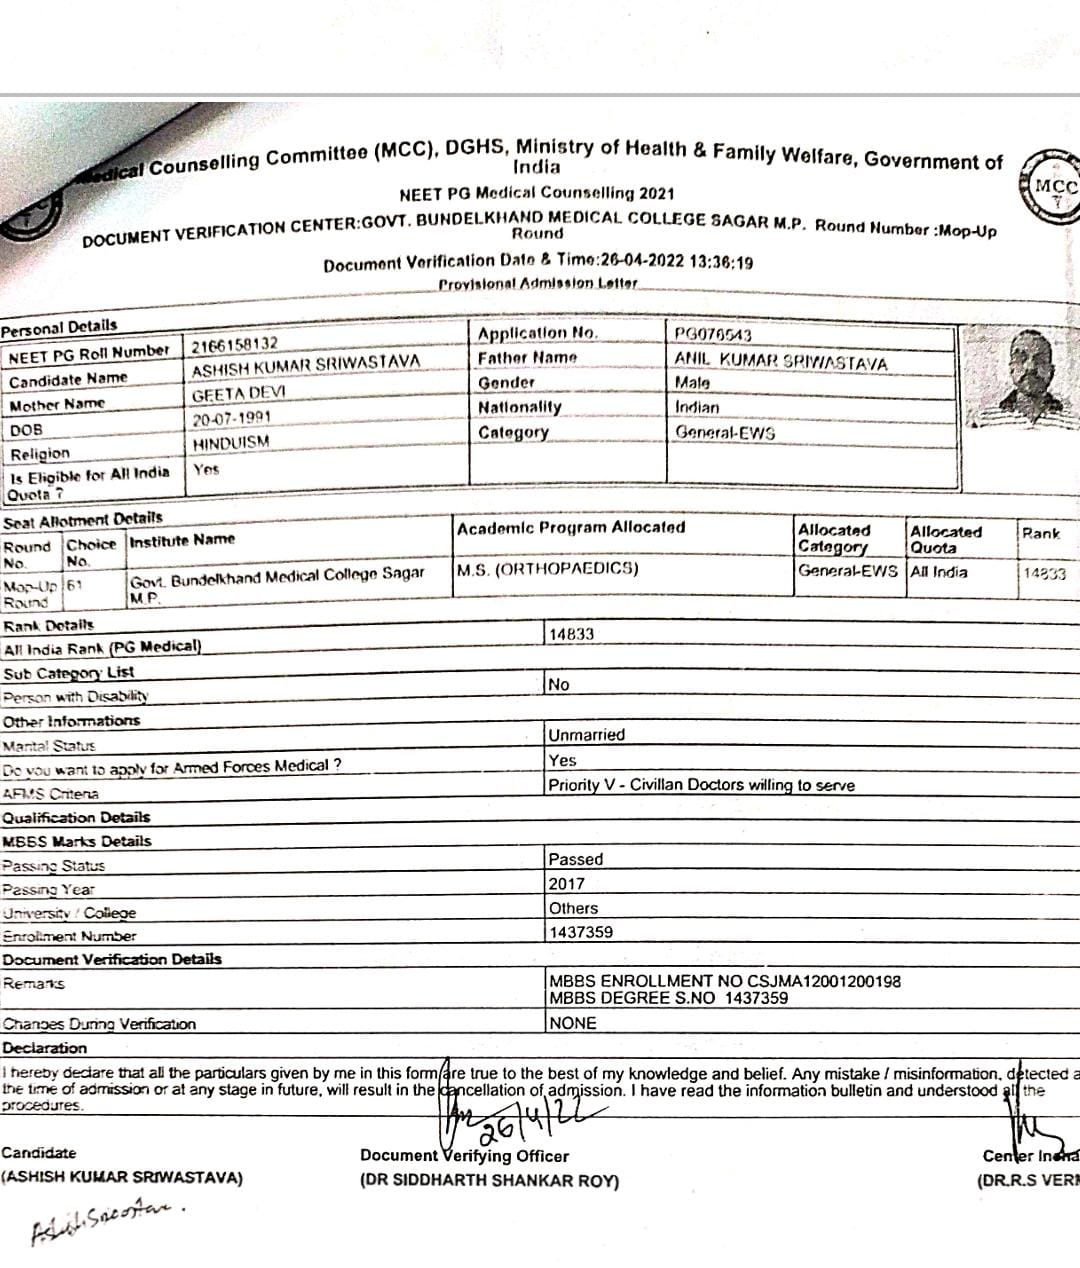 Medical Counselling Committee (MCC), DGHS, Ministry of Health & Family Welfare, Government of
India
MCC
NEET PG Medical Counselling 2021
DOCUMENT VERIFICATION CENTER:GOVT. BUNDELKHAND MEDICAL COLLEGE SAGAR M.P. Round Number :Mop-Up
Round
Document Verification Date & Time:26-04-2022 13:36:19
Provisional Admission Letter
Personal Details
NEET PG Roll Number 2166158132 Application No. PG076543
Candidate Name ASHISH KUMAR SRIWASTAVA Father Name ANIL KUMAR SRIWASTAVA
Mother Name GEETA DEVI Gender Male
DOB 20-07-1991 Nationality Indian
Religion HINDUISM Category General-EWS
Is Eligible for All India Yes
Quota ?
Seat Allotment Details
Round Choice Institute Name Academic Program Allocated Allocated Allocated Rank
No. No. Category Quota
Mop-Up 61 Govt. Bundelkhand Medical College Sagar M.S. (ORTHOPAEDICS) General-EWS All India 14833
Round M.P.
Rank Details
All India Rank (PG Medical) 14833
Sub Category List
Person with Disability No
Other Informations
Marital Status Unmarried
Do you want to apply for Armed Forces Medical ? Yes
AFMS Criteria Priority V - Civillan Doctors willing to serve
Qualification Details
MBBS Marks Details
Passing Status Passed
Passing Year 2017
University / College Others
Enrollment Number 1437359
Document Verification Details
Remarks MBBS ENROLLMENT NO CSJMA12001200198
MBBS DEGREE S.NO 1437359
Changes During Verification NONE
Declaration
I hereby declare that all the particulars given by me in this form are true to the best of my knowledge and belief. Any mistake / misinformation, detected a
the time of admission or at any stage in future, will result in the cancellation of admission. I have read the information bulletin and understood all the
procedures.
26/4/22
Candidate Document Verifying Officer Center Incha
(ASHISH KUMAR SRIWASTAVA) (DR SIDDHARTH SHANKAR ROY) (DR.R.S VERM